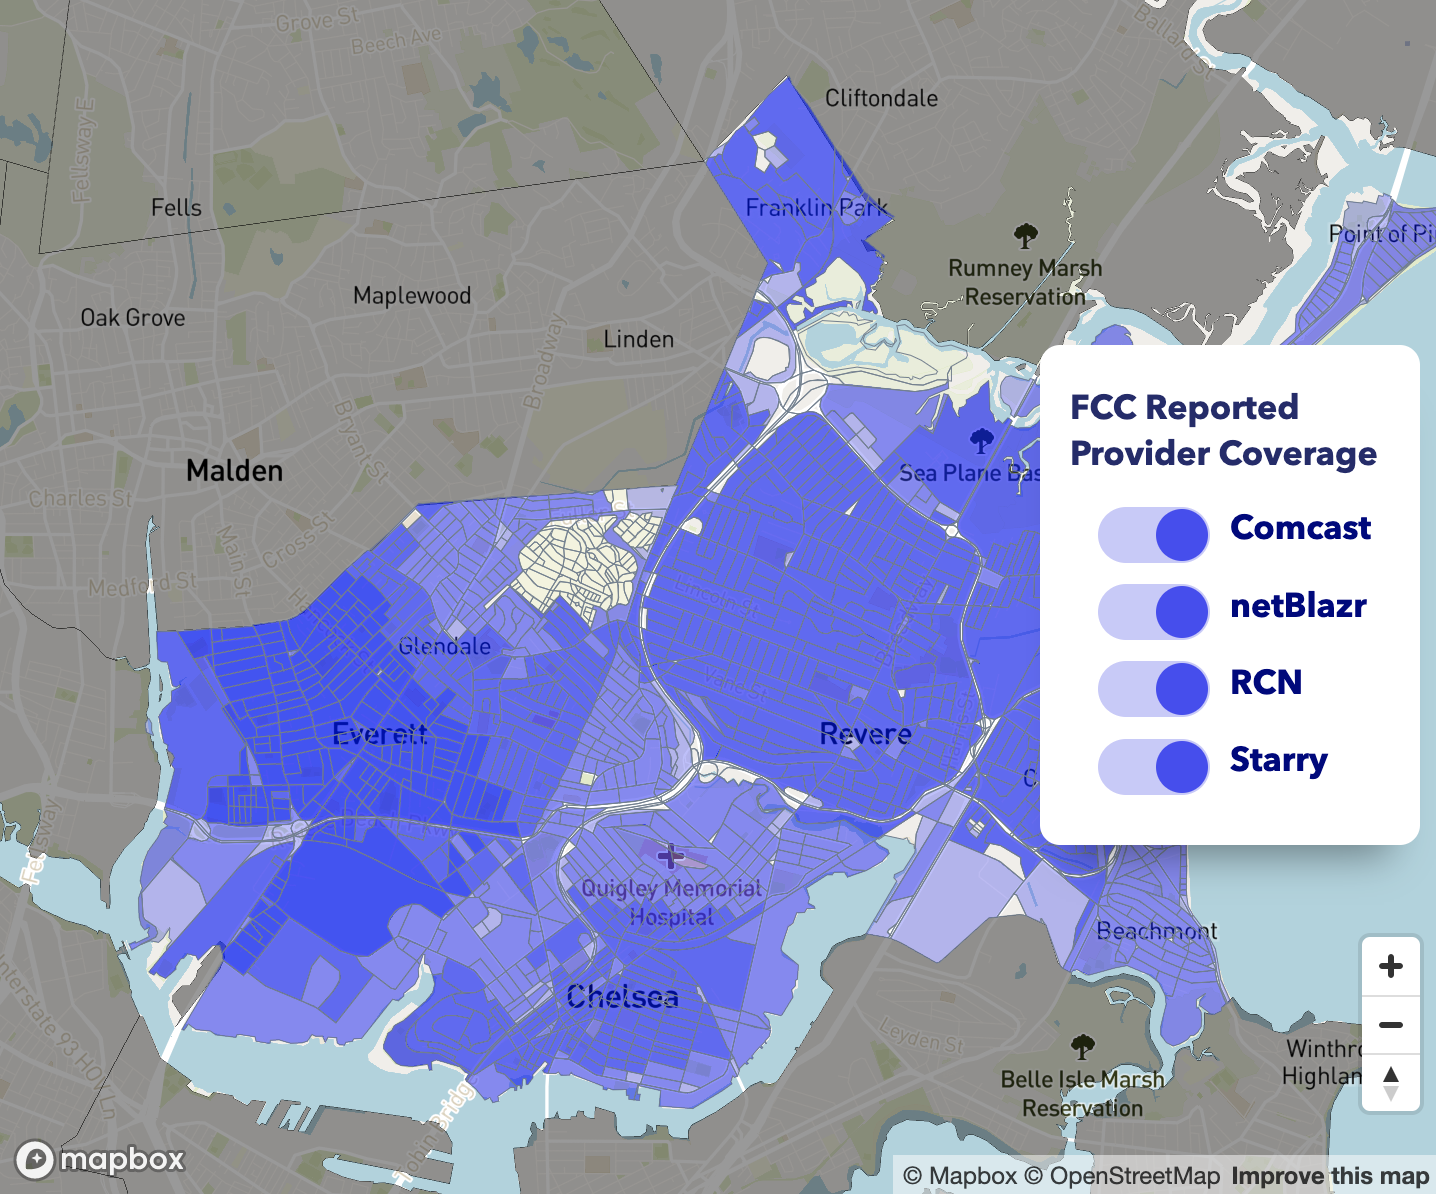 Grove St
Beech Ave
Ballard St
Cliftondale
Fellsway E
Fells
Franklin Park
Point of Pi
Rumney Marsh
Reservation
Oak Grove
Maplewood
Linden
Broadway
FCC Reported
Provider Coverage
Comcast
netBlazr
RCN
Starry
Bryant St
Malden
Sea Plane Bas
Charles St
Main St
Cross St
Medford St
Lincoln St
Broadway
Glendale
Vane St
Everett
Revere
Fellsway
Quigley Memorial
Hospital
Beachmont
Chelsea
Interstate 93 HOV Ln
Leyden St
Winthro
Highlan
Belle Isle Marsh
Reservation
Tobin Bridge
mapbox
© Mapbox © OpenStreetMap Improve this map